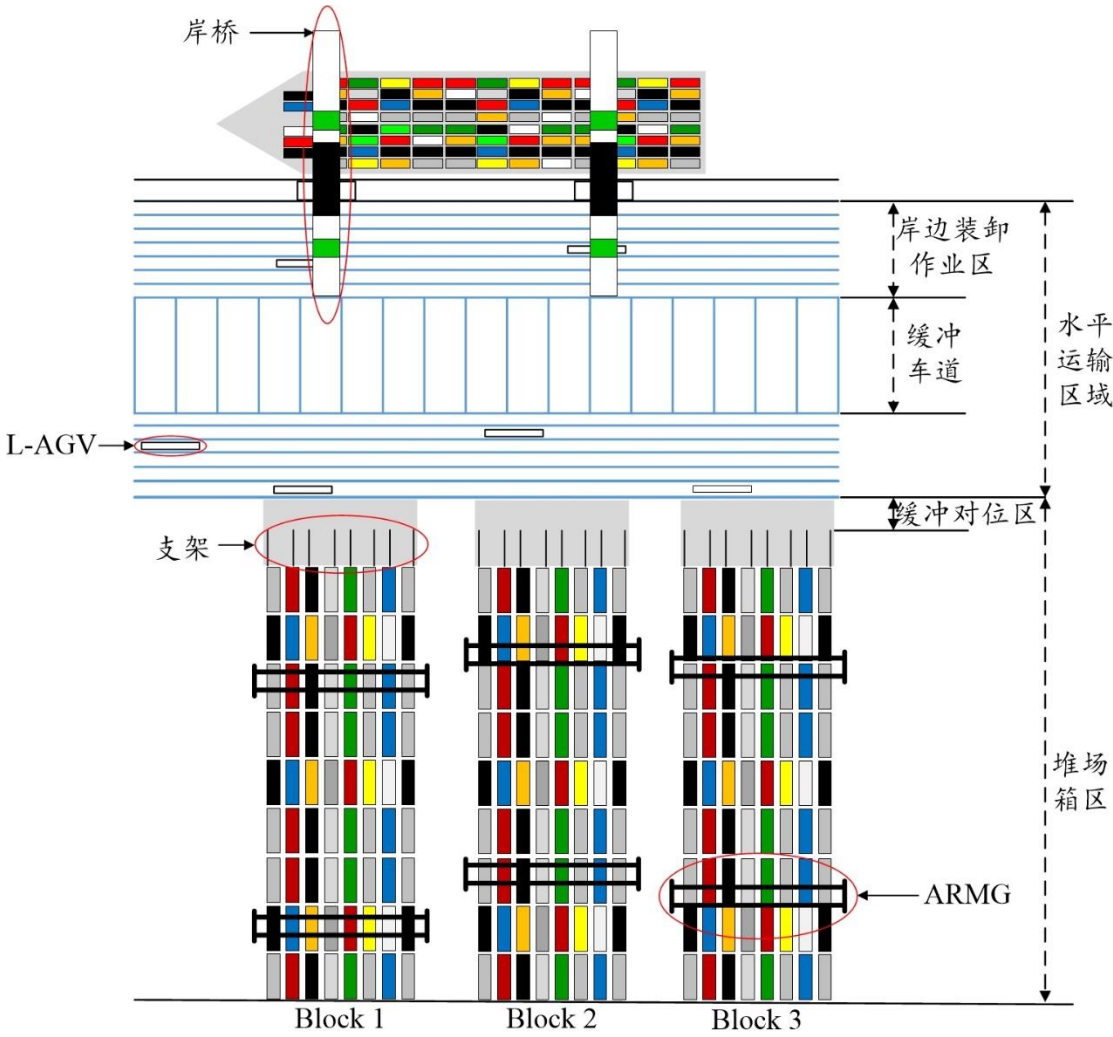 岸桥
岸边装卸
作业区
缓冲
车道
水平
运输
区域
L-AGV
缓冲对位区
支架
堆场
箱区
ARMG
Block 1
Block 2
Block 3